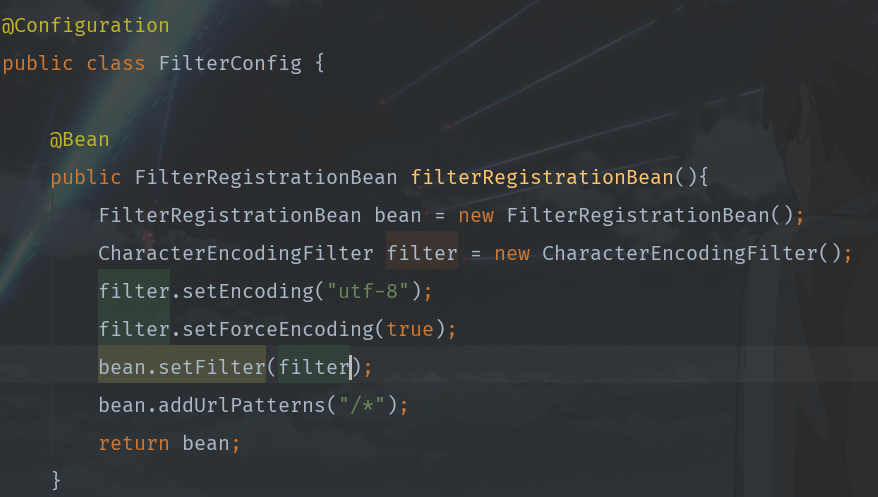 @Configuration
public class FilterConfig {
@Bean
public FilterRegistrationBean filterRegistrationBean(){
FilterRegistrationBean bean = new FilterRegistrationBean();
CharacterEncodingFilter filter = new CharacterEncodingFilter();
filter.setEncoding("utf-8");
filter.setForceEncoding(true);
bean.setFilter(filter);
bean.addUrlPatterns("/*");
return bean;
}